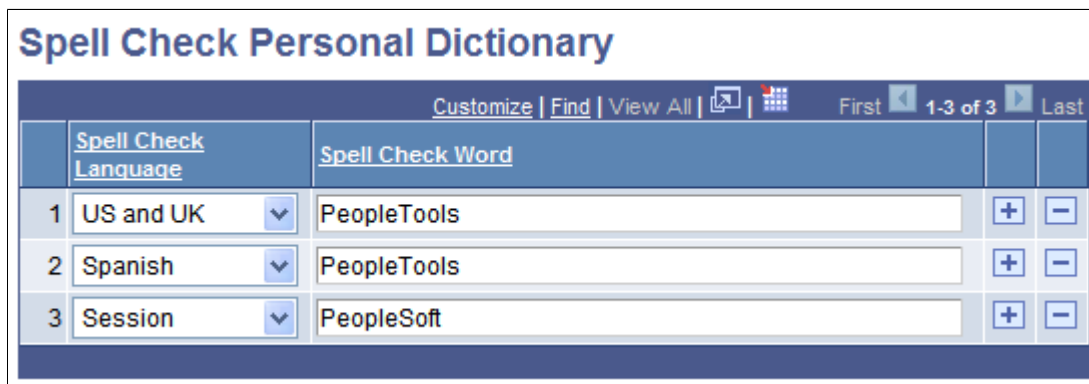 Spell Check Personal Dictionary
Customize | Find | View All | | First 1-3 of 3 Last
Spell Check Language Spell Check Word
1 US and UK PeopleTools + −
2 Spanish PeopleTools + −
3 Session PeopleSoft + −